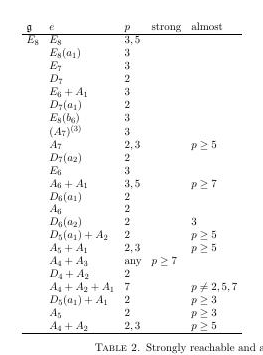 𝔤 e p strong almost
E₈ E₈ 3, 5
E₈(a₁) 3
E₇ 3
D₇ 2
E₆ + A₁ 3
D₇(a₁) 2
E₈(b₆) 3
(A₇)⁽³⁾ 3
A₇ 2, 3 p ≥ 5
D₇(a₂) 2
E₆ 3
A₆ + A₁ 3, 5 p ≥ 7
D₆(a₁) 2
A₆ 2
D₆(a₂) 2 3
D₅(a₁) + A₂ 2 p ≥ 5
A₅ + A₁ 2, 3 p ≥ 5
A₄ + A₃ any p ≥ 7
D₄ + A₂ 2
A₄ + A₂ + A₁ 7 p ≠ 2, 5, 7
D₅(a₁) + A₁ 2 p ≥ 3
A₅ 2 p ≥ 3
A₄ + A₂ 2, 3 p ≥ 5
TABLE 2. Strongly reachable and a